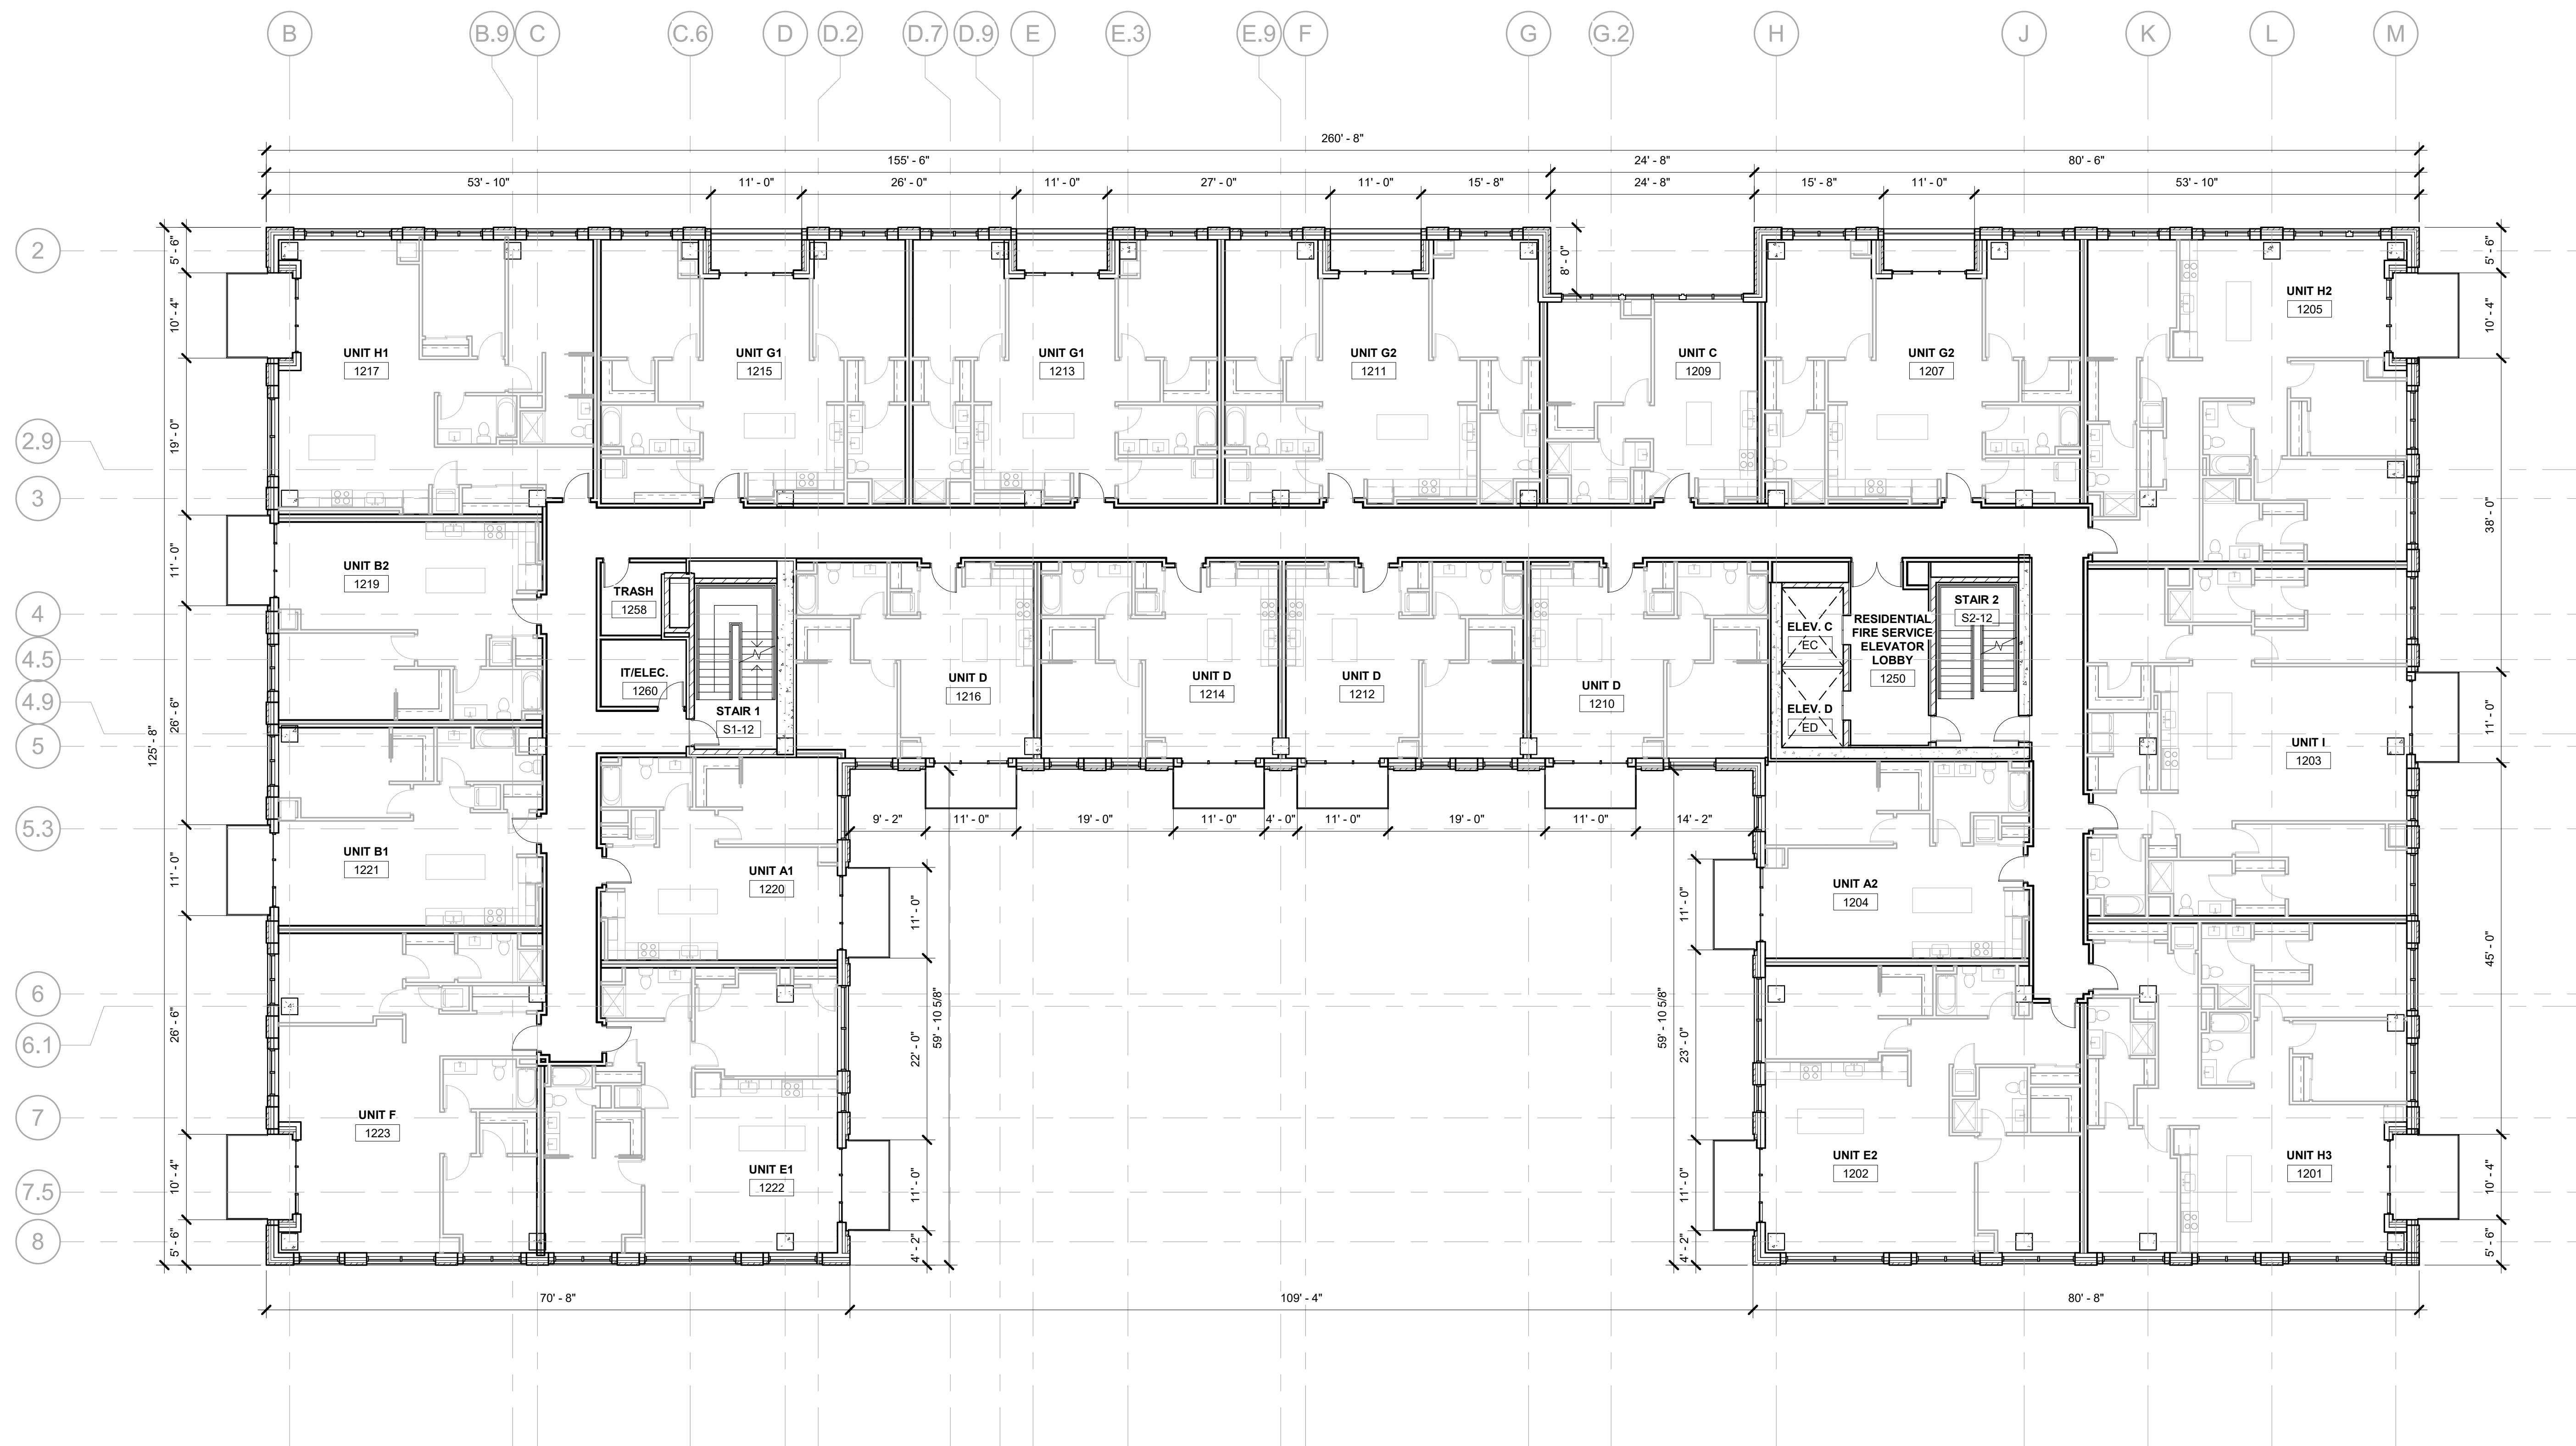 B
B.9
C
C.6
D
D.2
D.7
D.9
E
E.3
E.9
F
G
G.2
H
J
K
L
M
260' - 8"
155' - 6"
24' - 8"
80' - 6"
53' - 10"
11' - 0"
26' - 0"
11' - 0"
27' - 0"
11' - 0"
15' - 8"
24' - 8"
15' - 8"
11' - 0"
53' - 10"
2
2.9
3
4
4.5
4.9
5
5.3
6
6.1
7
7.5
8
125' - 8"
5' - 6"
10' - 4"
19' - 0"
11' - 0"
26' - 6"
11' - 0"
26' - 6"
10' - 4"
5' - 6"
8' - 0"
UNIT H1
1217
UNIT G1
1215
UNIT G1
1213
UNIT G2
1211
UNIT C
1209
UNIT G2
1207
UNIT H2
1205
UNIT B2
1219
TRASH
1258
IT/ELEC.
1260
STAIR 1
S1-12
UNIT D
1216
UNIT D
1214
UNIT D
1212
UNIT D
1210
ELEV. C
EC
ELEV. D
ED
RESIDENTIAL
FIRE SERVICE
ELEVATOR
LOBBY
1250
STAIR 2
S2-12
UNIT I
1203
UNIT B1
1221
UNIT A1
1220
UNIT A2
1204
UNIT F
1223
UNIT E1
1222
UNIT E2
1202
UNIT H3
1201
9' - 2"
11' - 0"
19' - 0"
11' - 0"
4' - 0"
11' - 0"
19' - 0"
11' - 0"
14' - 2"
11' - 0"
22' - 0"
11' - 0"
4' - 2"
59' - 10 5/8"
59' - 10 5/8"
11' - 0"
23' - 0"
11' - 0"
4' - 2"
5' - 6"
10' - 4"
38' - 0"
11' - 0"
45' - 0"
10' - 4"
5' - 6"
70' - 8"
109' - 4"
80' - 8"